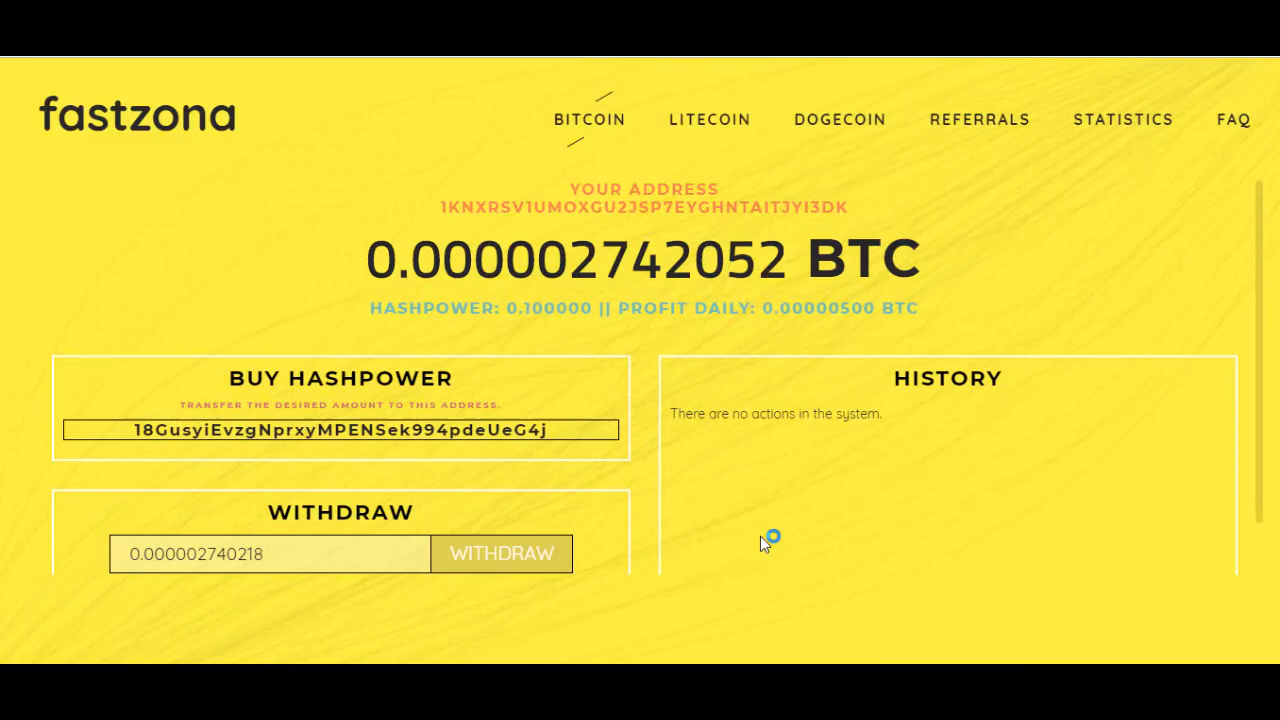 fastzona
BITCOIN LITECOIN DOGECOIN REFERRALS STATISTICS FAQ
YOUR ADDRESS
1KNXRSV1UMOXGU2JSP7EYGHNTAITJYI3DK
0.000002742052 BTC
HASHPOWER: 0.100000 || PROFIT DAILY: 0.00000500 BTC
BUY HASHPOWER
TRANSFER THE DESIRED AMOUNT TO THIS ADDRESS.
18GusyiEvzgNprxyMPENSek994pdeUeG4j
HISTORY
There are no actions in the system.
WITHDRAW
0.000002740218 WITHDRAW